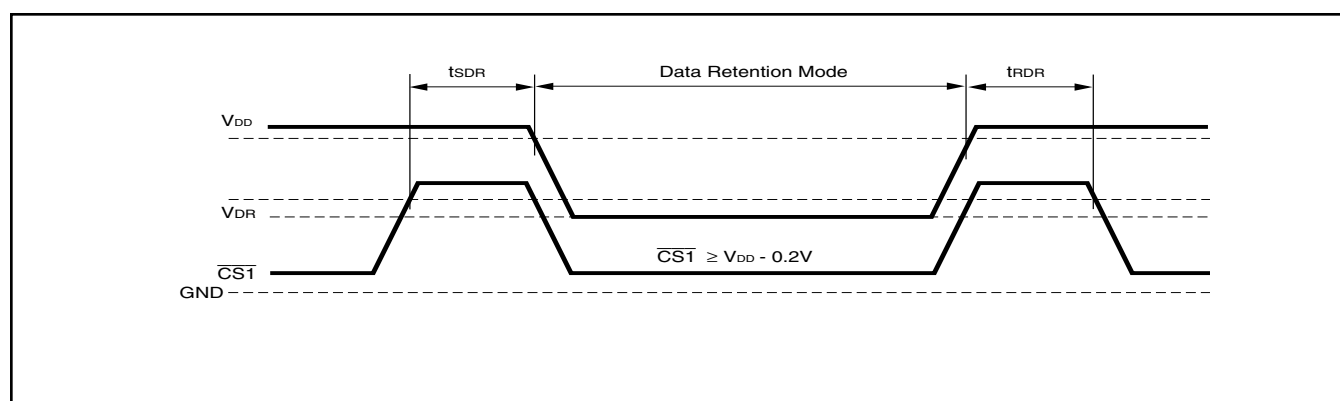 tSDR Data Retention Mode tRDR
VDD
VDR
CS1 ≥ VDD - 0.2V
CS1
GND